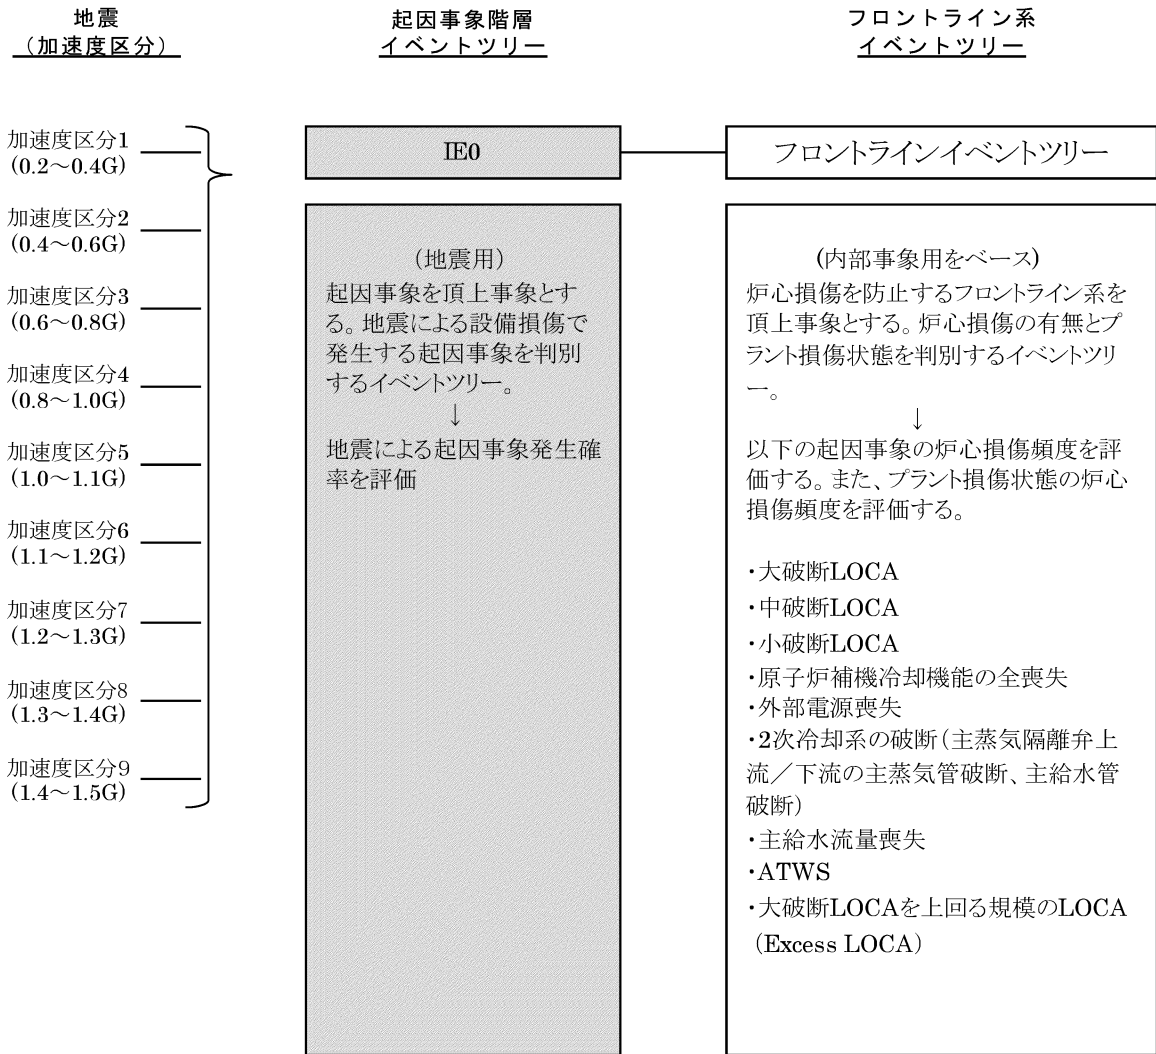 地震
（加速度区分）
起因事象階層
イベントツリー
フロントライン系
イベントツリー
加速度区分1
(0.2～0.4G)
加速度区分2
(0.4～0.6G)
加速度区分3
(0.6～0.8G)
加速度区分4
(0.8～1.0G)
加速度区分5
(1.0～1.1G)
加速度区分6
(1.1～1.2G)
加速度区分7
(1.2～1.3G)
加速度区分8
(1.3～1.4G)
加速度区分9
(1.4～1.5G)
IE0
（地震用）
起因事象を頂上事象とす
る。地震による設備損傷で
発生する起因事象を判別
するイベントツリー。
↓
地震による起因事象発生確
率を評価
フロントラインイベントツリー
(内部事象用をベース)
炉心損傷を防止するフロントライン系を
頂上事象とする。炉心損傷の有無とプ
ラント損傷状態を判別するイベントツリ
ー。
↓
以下の起因事象の炉心損傷頻度を評
価する。また、プラント損傷状態の炉心
損傷頻度を評価する。
・大破断LOCA
・中破断LOCA
・小破断LOCA
・原子炉補機冷却機能の全喪失
・外部電源喪失
・2次冷却系の破断（主蒸気隔離弁上
流／下流の主蒸気管破断、主給水管
破断）
・主給水流量喪失
・ATWS
・大破断LOCAを上回る規模のLOCA
（Excess LOCA）